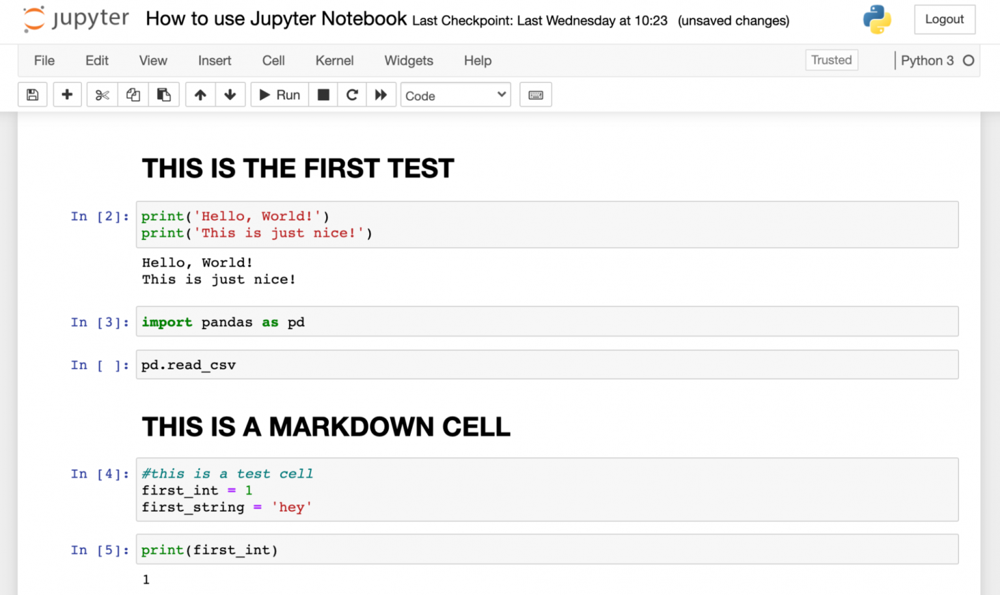 jupyter How to use Jupyter Notebook Last Checkpoint: Last Wednesday at 10:23 (unsaved changes) Logout
File Edit View Insert Cell Kernel Widgets Help Trusted Python 3
Run Code
THIS IS THE FIRST TEST
In [2]: print('Hello, World!')
print('This is just nice!')
Hello, World!
This is just nice!
In [3]: import pandas as pd
In [ ]: pd.read_csv
THIS IS A MARKDOWN CELL
In [4]: #this is a test cell
first_int = 1
first_string = 'hey'
In [5]: print(first_int)
1